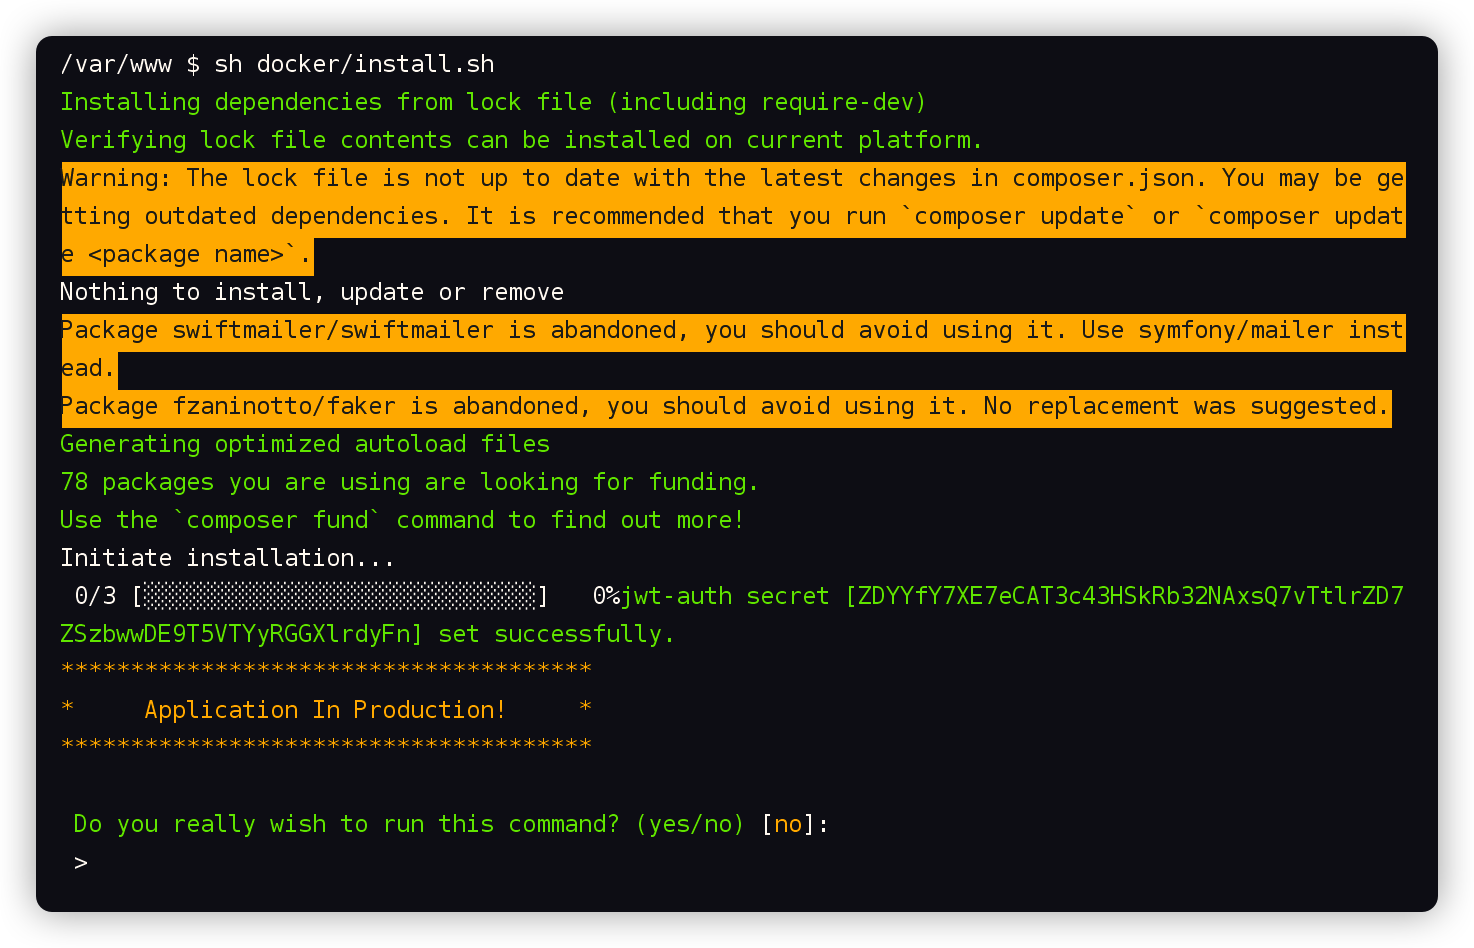 /var/www $ sh docker/install.sh
Installing dependencies from lock file (including require-dev)
Verifying lock file contents can be installed on current platform.
Warning: The lock file is not up to date with the latest changes in composer.json. You may be ge
tting outdated dependencies. It is recommended that you run `composer update` or `composer updat
e <package name>`.
Nothing to install, update or remove
Package swiftmailer/swiftmailer is abandoned, you should avoid using it. Use symfony/mailer inst
ead.
Package fzaninotto/faker is abandoned, you should avoid using it. No replacement was suggested.
Generating optimized autoload files
78 packages you are using are looking for funding.
Use the `composer fund` command to find out more!
Initiate installation...
 0/3 [░░░░░░░░░░░░░░░░░░░░░░░░░░░░]   0%jwt-auth secret [ZDYYfY7XE7eCAT3c43HSkRb32NAxsQ7vTtlrZD7
ZSzbwwDE9T5VTYyRGGXlrdyFn] set successfully.
**************************************
*     Application In Production!     *
**************************************
 Do you really wish to run this command? (yes/no) [no]:
 >